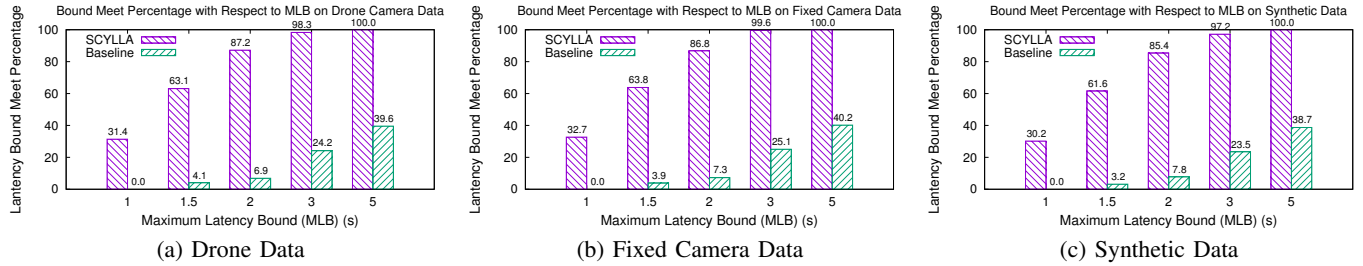 Bound Meet Percentage with Respect to MLB on Drone Camera Data
Lantency Bound Meet Percentage
100
80
60
40
20
0
SCYLLA
Baseline
31.4
0.0
63.1
4.1
87.2
6.9
98.3
24.2
100.0
39.6
1 1.5 2 3 5
Maximum Latency Bound (MLB) (s)
(a) Drone Data
Bound Meet Percentage with Respect to MLB on Fixed Camera Data
Lantency Bound Meet Percentage
100
80
60
40
20
0
SCYLLA
Baseline
32.7
0.0
63.8
3.9
86.8
7.3
99.6
25.1
100.0
40.2
1 1.5 2 3 5
Maximum Latency Bound (MLB) (s)
(b) Fixed Camera Data
Bound Meet Percentage with Respect to MLB on Synthetic Data
Lantency Bound Meet Percentage
100
80
60
40
20
0
SCYLLA
Baseline
30.2
0.0
61.6
3.2
85.4
7.8
97.2
23.5
100.0
38.7
1 1.5 2 3 5
Maximum Latency Bound (MLB) (s)
(c) Synthetic Data